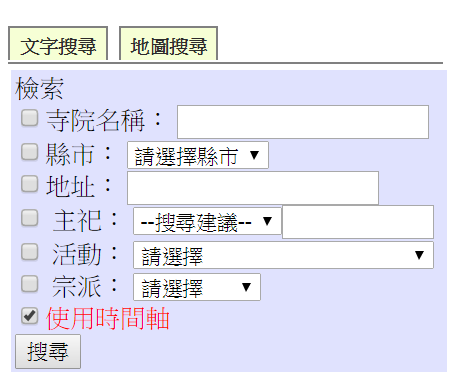 文字搜尋 地圖搜尋
檢索
寺院名稱：
縣市： 請選擇縣市
地址：
主祀： --搜尋建議--
活動： 請選擇
宗派： 請選擇
使用時間軸
搜尋